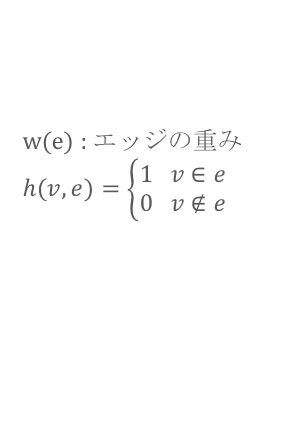 w(e) : エッジの重み
h(v, e) = {1 v ∈ e
0 v ∉ e